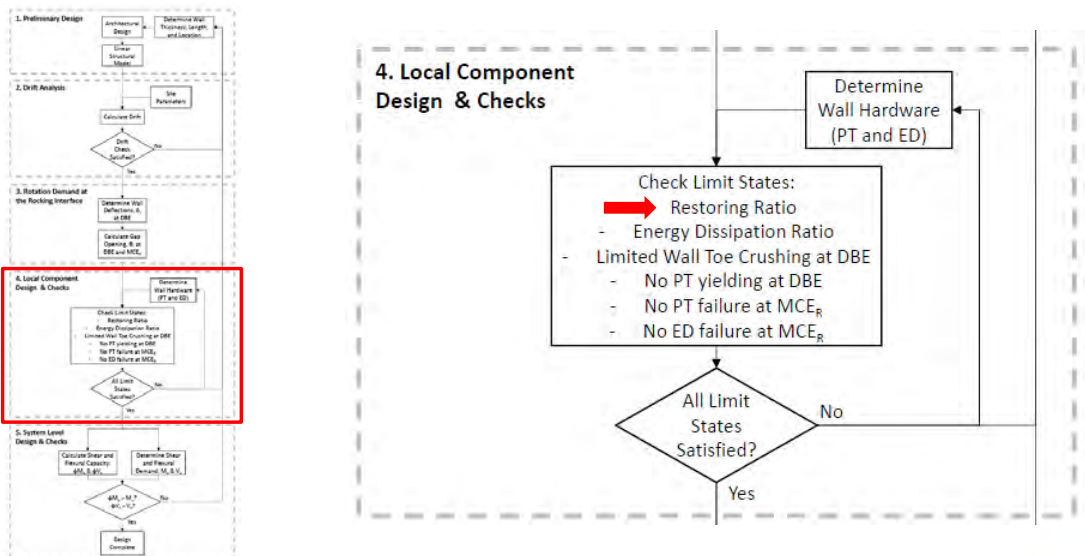 1. Preliminary Design
Architectural
Design
Determine Wall
Thickness, Length,
and Location
Linear
Structural
Model
2. Drift Analysis
Site
Parameters
Calculate Drift
Drift
Check
Satisfied?
No
Yes
3. Rotation Demand at
the Rocking Interface
Determine Wall
Deflections,
at DBE
Calculate Gap
Opening, θ, at
DBE and MCER
4. Local Component
Design & Checks
Determine
Wall Hardware
(PT and ED)
Check Limit States:
- Restoring Ratio
- Energy Dissipation Ratio
- Limited Wall Toe Crushing at DBE
- No PT yielding at DBE
- No PT failure at MCER
- No ED failure at MCER
All Limit
States
Satisfied?
No
Yes
5. System Level
Design & Checks
Calculate Shear and
Flexural Capacity:
ϕMn & ϕVn
Determine Shear
and Flexural
Demand, Mu & Vu
ϕMn > Mu?
ϕVn > Vu?
No
Yes
Design
Complete
4. Local Component
Design & Checks
Determine
Wall Hardware
(PT and ED)
Check Limit States:
Restoring Ratio
- Energy Dissipation Ratio
- Limited Wall Toe Crushing at DBE
- No PT yielding at DBE
- No PT failure at MCER
- No ED failure at MCER
All Limit
States
Satisfied?
No
Yes